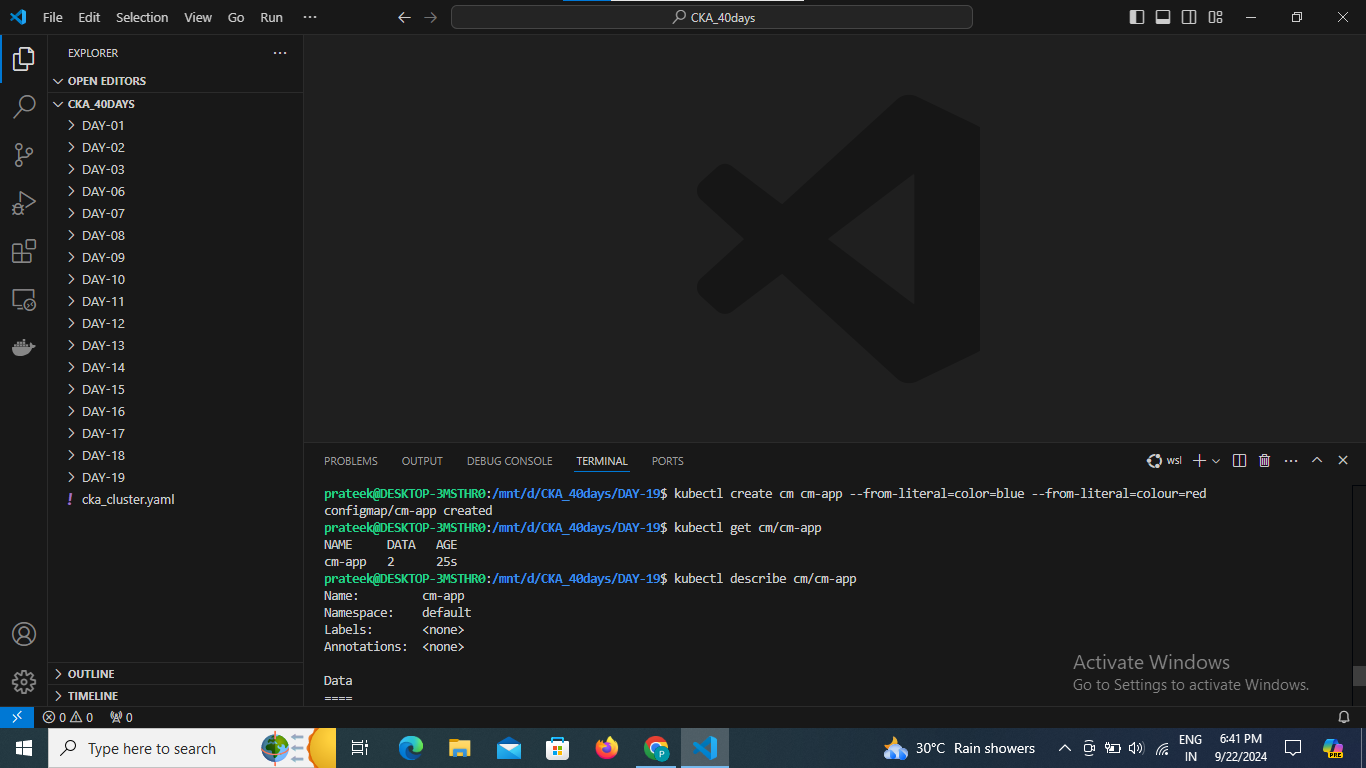 File Edit Selection View Go Run ···
CKA_40days
EXPLORER
OPEN EDITORS
CKA_40DAYS
DAY-01
DAY-02
DAY-03
DAY-06
DAY-07
DAY-08
DAY-09
DAY-10
DAY-11
DAY-12
DAY-13
DAY-14
DAY-15
DAY-16
DAY-17
DAY-18
DAY-19
! cka_cluster.yaml
OUTLINE
TIMELINE
PROBLEMS OUTPUT DEBUG CONSOLE TERMINAL PORTS
wsl
prateek@DESKTOP-3MSTHR0:/mnt/d/CKA_40days/DAY-19$ kubectl create cm cm-app --from-literal=color=blue --from-literal=colour=red
configmap/cm-app created
prateek@DESKTOP-3MSTHR0:/mnt/d/CKA_40days/DAY-19$ kubectl get cm/cm-app
NAME DATA AGE
cm-app 2 25s
prateek@DESKTOP-3MSTHR0:/mnt/d/CKA_40days/DAY-19$ kubectl describe cm/cm-app
Name: cm-app
Namespace: default
Labels: <none>
Annotations: <none>
Data
====
Activate Windows
Go to Settings to activate Windows.
0 0 0
Type here to search
30°C Rain showers
ENG
IN
6:41 PM
9/22/2024
PRE